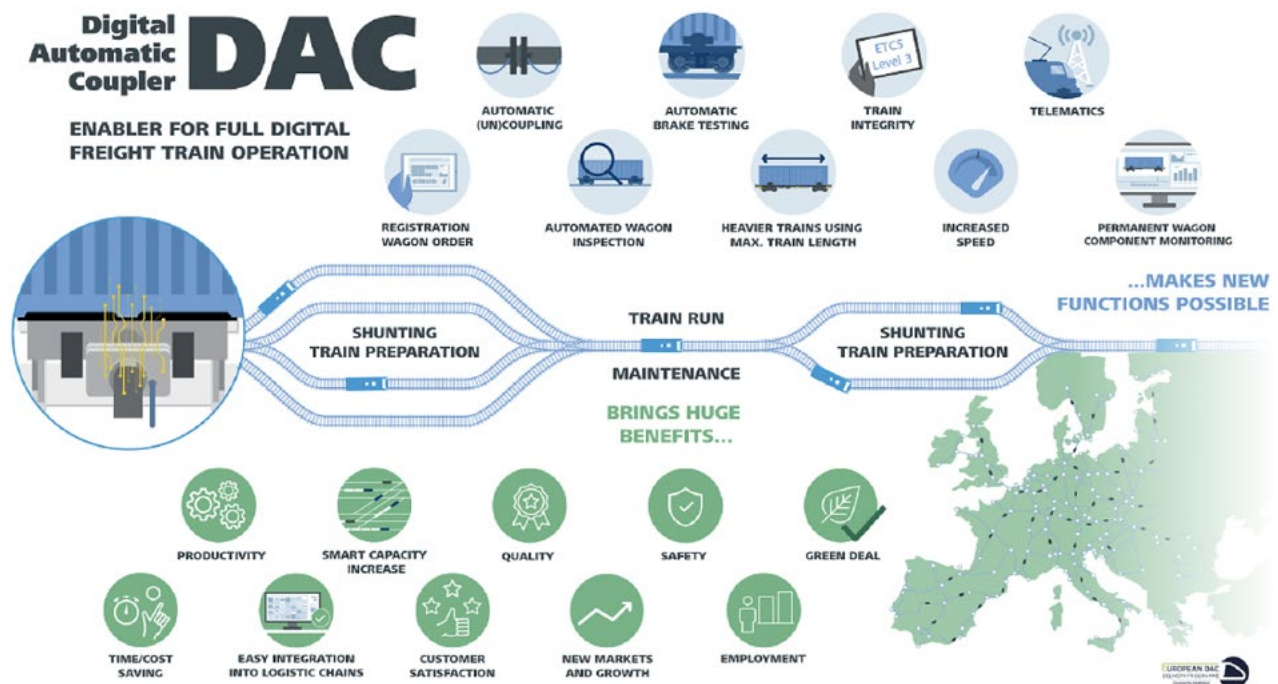 Digital
Automatic
Coupler
DAC
ENABLER FOR FULL DIGITAL
FREIGHT TRAIN OPERATION
AUTOMATIC
(UN)COUPLING
AUTOMATIC
BRAKE TESTING
ETCS
Level 3
TRAIN
INTEGRITY
TELEMATICS
REGISTRATION
WAGON ORDER
AUTOMATED WAGON
INSPECTION
HEAVIER TRAINS USING
MAX. TRAIN LENGTH
INCREASED
SPEED
PERMANENT WAGON
COMPONENT MONITORING
...MAKES NEW
FUNCTIONS POSSIBLE
SHUNTING
TRAIN PREPARATION
TRAIN RUN
MAINTENANCE
SHUNTING
TRAIN PREPARATION
BRINGS HUGE
BENEFITS...
PRODUCTIVITY
SMART CAPACITY
INCREASE
QUALITY
SAFETY
GREEN DEAL
TIME/COST
SAVING
EASY INTEGRATION
INTO LOGISTIC CHAINS
CUSTOMER
SATISFACTION
NEW MARKETS
AND GROWTH
EMPLOYMENT
EUROPEAN DAC
DELIVERY PROGRAMME